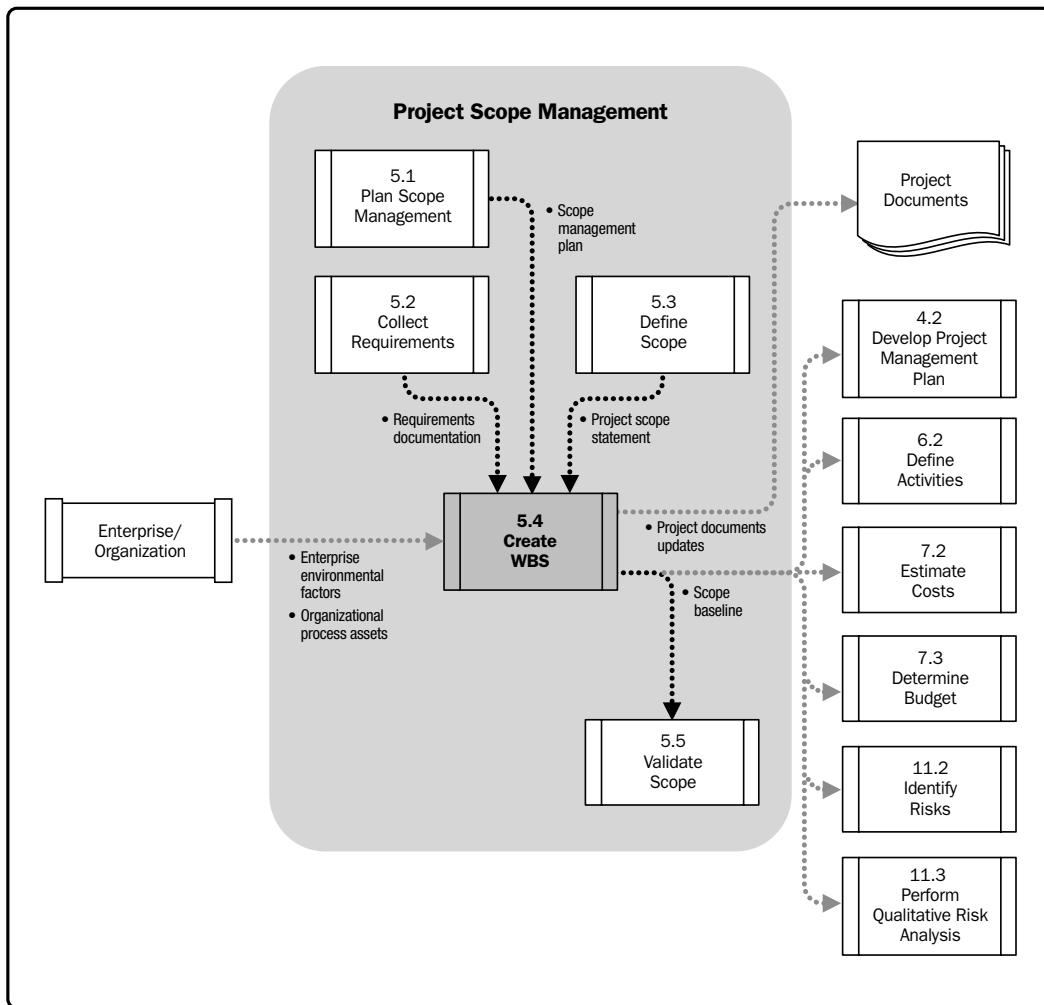 Project Scope Management
5.1
Plan Scope
Management
• Scope
management
plan
Project
Documents
5.2
Collect
Requirements
5.3
Define
Scope
4.2
Develop Project
Management
Plan
• Requirements
documentation
• Project scope
statement
6.2
Define
Activities
Enterprise/
Organization
• Enterprise
environmental
factors
• Organizational
process assets
5.4
Create
WBS
• Project documents
updates
• Scope
baseline
7.2
Estimate
Costs
7.3
Determine
Budget
5.5
Validate
Scope
11.2
Identify
Risks
11.3
Perform
Qualitative Risk
Analysis